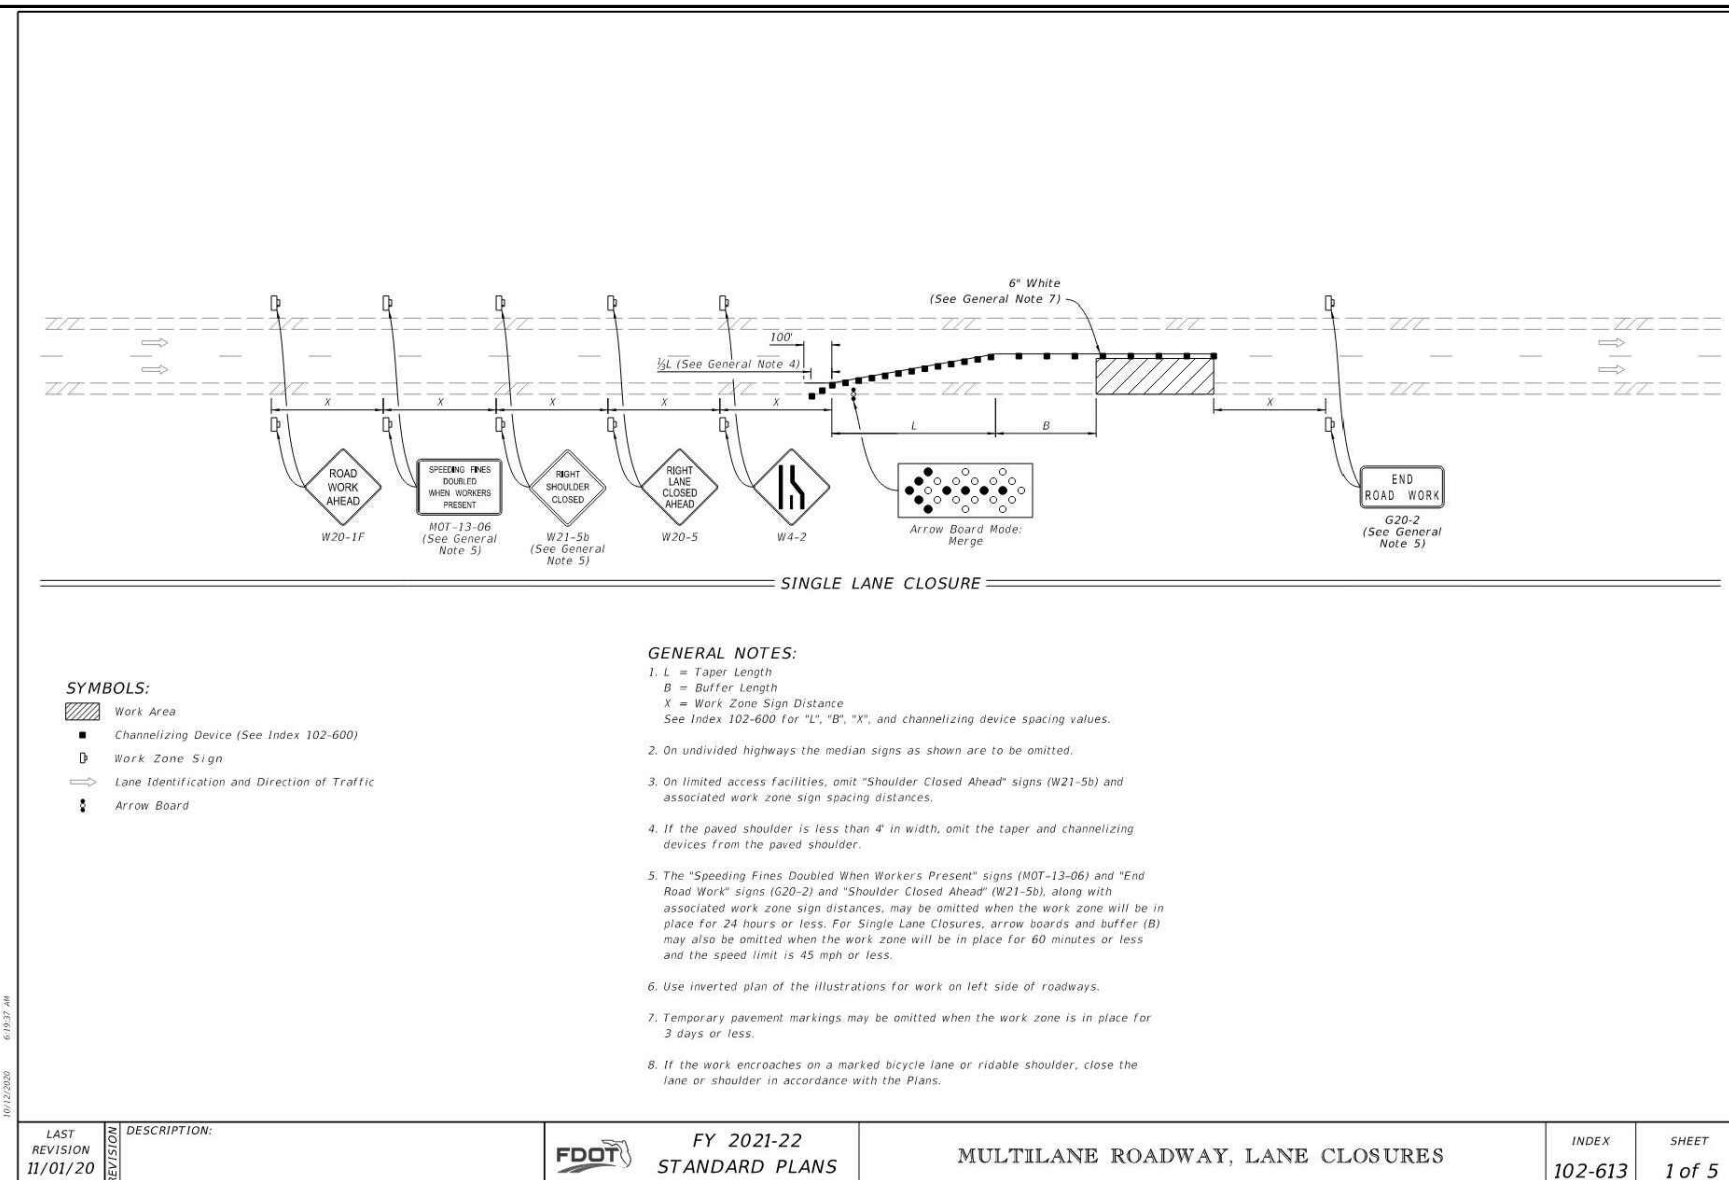 6" White
(See General Note 7)
100'
⅓L (See General Note 4)
X
X
X
X
X
X
L
B
ROAD
WORK
AHEAD
W20-1F
SPEEDING FINES
DOUBLED
WHEN WORKERS
PRESENT
MOT-13-06
(See General
Note 5)
RIGHT
SHOULDER
CLOSED
W21-5b
(See General
Note 5)
RIGHT
LANE
CLOSED
AHEAD
W20-5
W4-2
Arrow Board Mode:
Merge
END
ROAD WORK
G20-2
(See General
Note 5)
SINGLE LANE CLOSURE
SYMBOLS:
Work Area
Channelizing Device (See Index 102-600)
Work Zone Sign
Lane Identification and Direction of Traffic
Arrow Board
GENERAL NOTES:
1. L = Taper Length
B = Buffer Length
X = Work Zone Sign Distance
See Index 102-600 for "L", "B", "X", and channelizing device spacing values.
2. On undivided highways the median signs as shown are to be omitted.
3. On limited access facilities, omit "Shoulder Closed Ahead" signs (W21-5b) and
associated work zone sign spacing distances.
4. If the paved shoulder is less than 4' in width, omit the taper and channelizing
devices from the paved shoulder.
5. The "Speeding Fines Doubled When Workers Present" signs (MOT-13-06) and "End
Road Work" signs (G20-2) and "Shoulder Closed Ahead" (W21-5b), along with
associated work zone sign distances, may be omitted when the work zone will be in
place for 24 hours or less. For Single Lane Closures, arrow boards and buffer (B)
may also be omitted when the work zone will be in place for 60 minutes or less
and the speed limit is 45 mph or less.
6. Use inverted plan of the illustrations for work on left side of roadways.
7. Temporary pavement markings may be omitted when the work zone is in place for
3 days or less.
8. If the work encroaches on a marked bicycle lane or ridable shoulder, close the
lane or shoulder in accordance with the Plans.
10/12/2020 6:19:37 AM
LAST
REVISION
11/01/20
REVISION
DESCRIPTION:
FDOT
FY 2021-22
STANDARD PLANS
MULTILANE ROADWAY, LANE CLOSURES
INDEX
102-613
SHEET
1 of 5